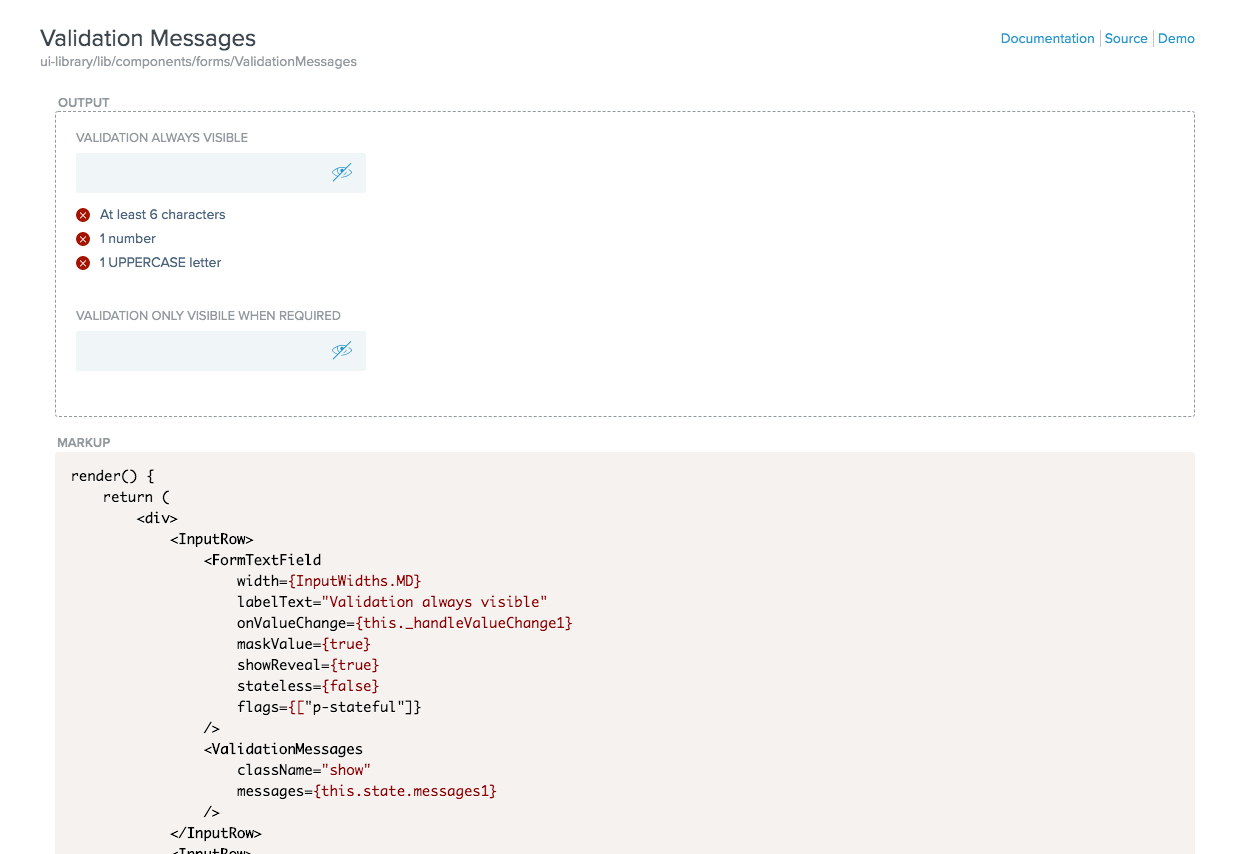 Validation Messages
Documentation Source Demo
ui-library/lib/components/forms/ValidationMessages
OUTPUT
VALIDATION ALWAYS VISIBLE
At least 6 characters
1 number
1 UPPERCASE letter
VALIDATION ONLY VISIBILE WHEN REQUIRED
MARKUP
render() {
    return (
        <div>
            <InputRow>
                <FormTextField
                    width={InputWidths.MD}
                    labelText="Validation always visible"
                    onValueChange={this._handleValueChange1}
                    maskValue={true}
                    showReveal={true}
                    stateless={false}
                    flags={["p-stateful"]}
                />
                <ValidationMessages
                    className="show"
                    messages={this.state.messages1}
                />
            </InputRow>
            <InputRow>